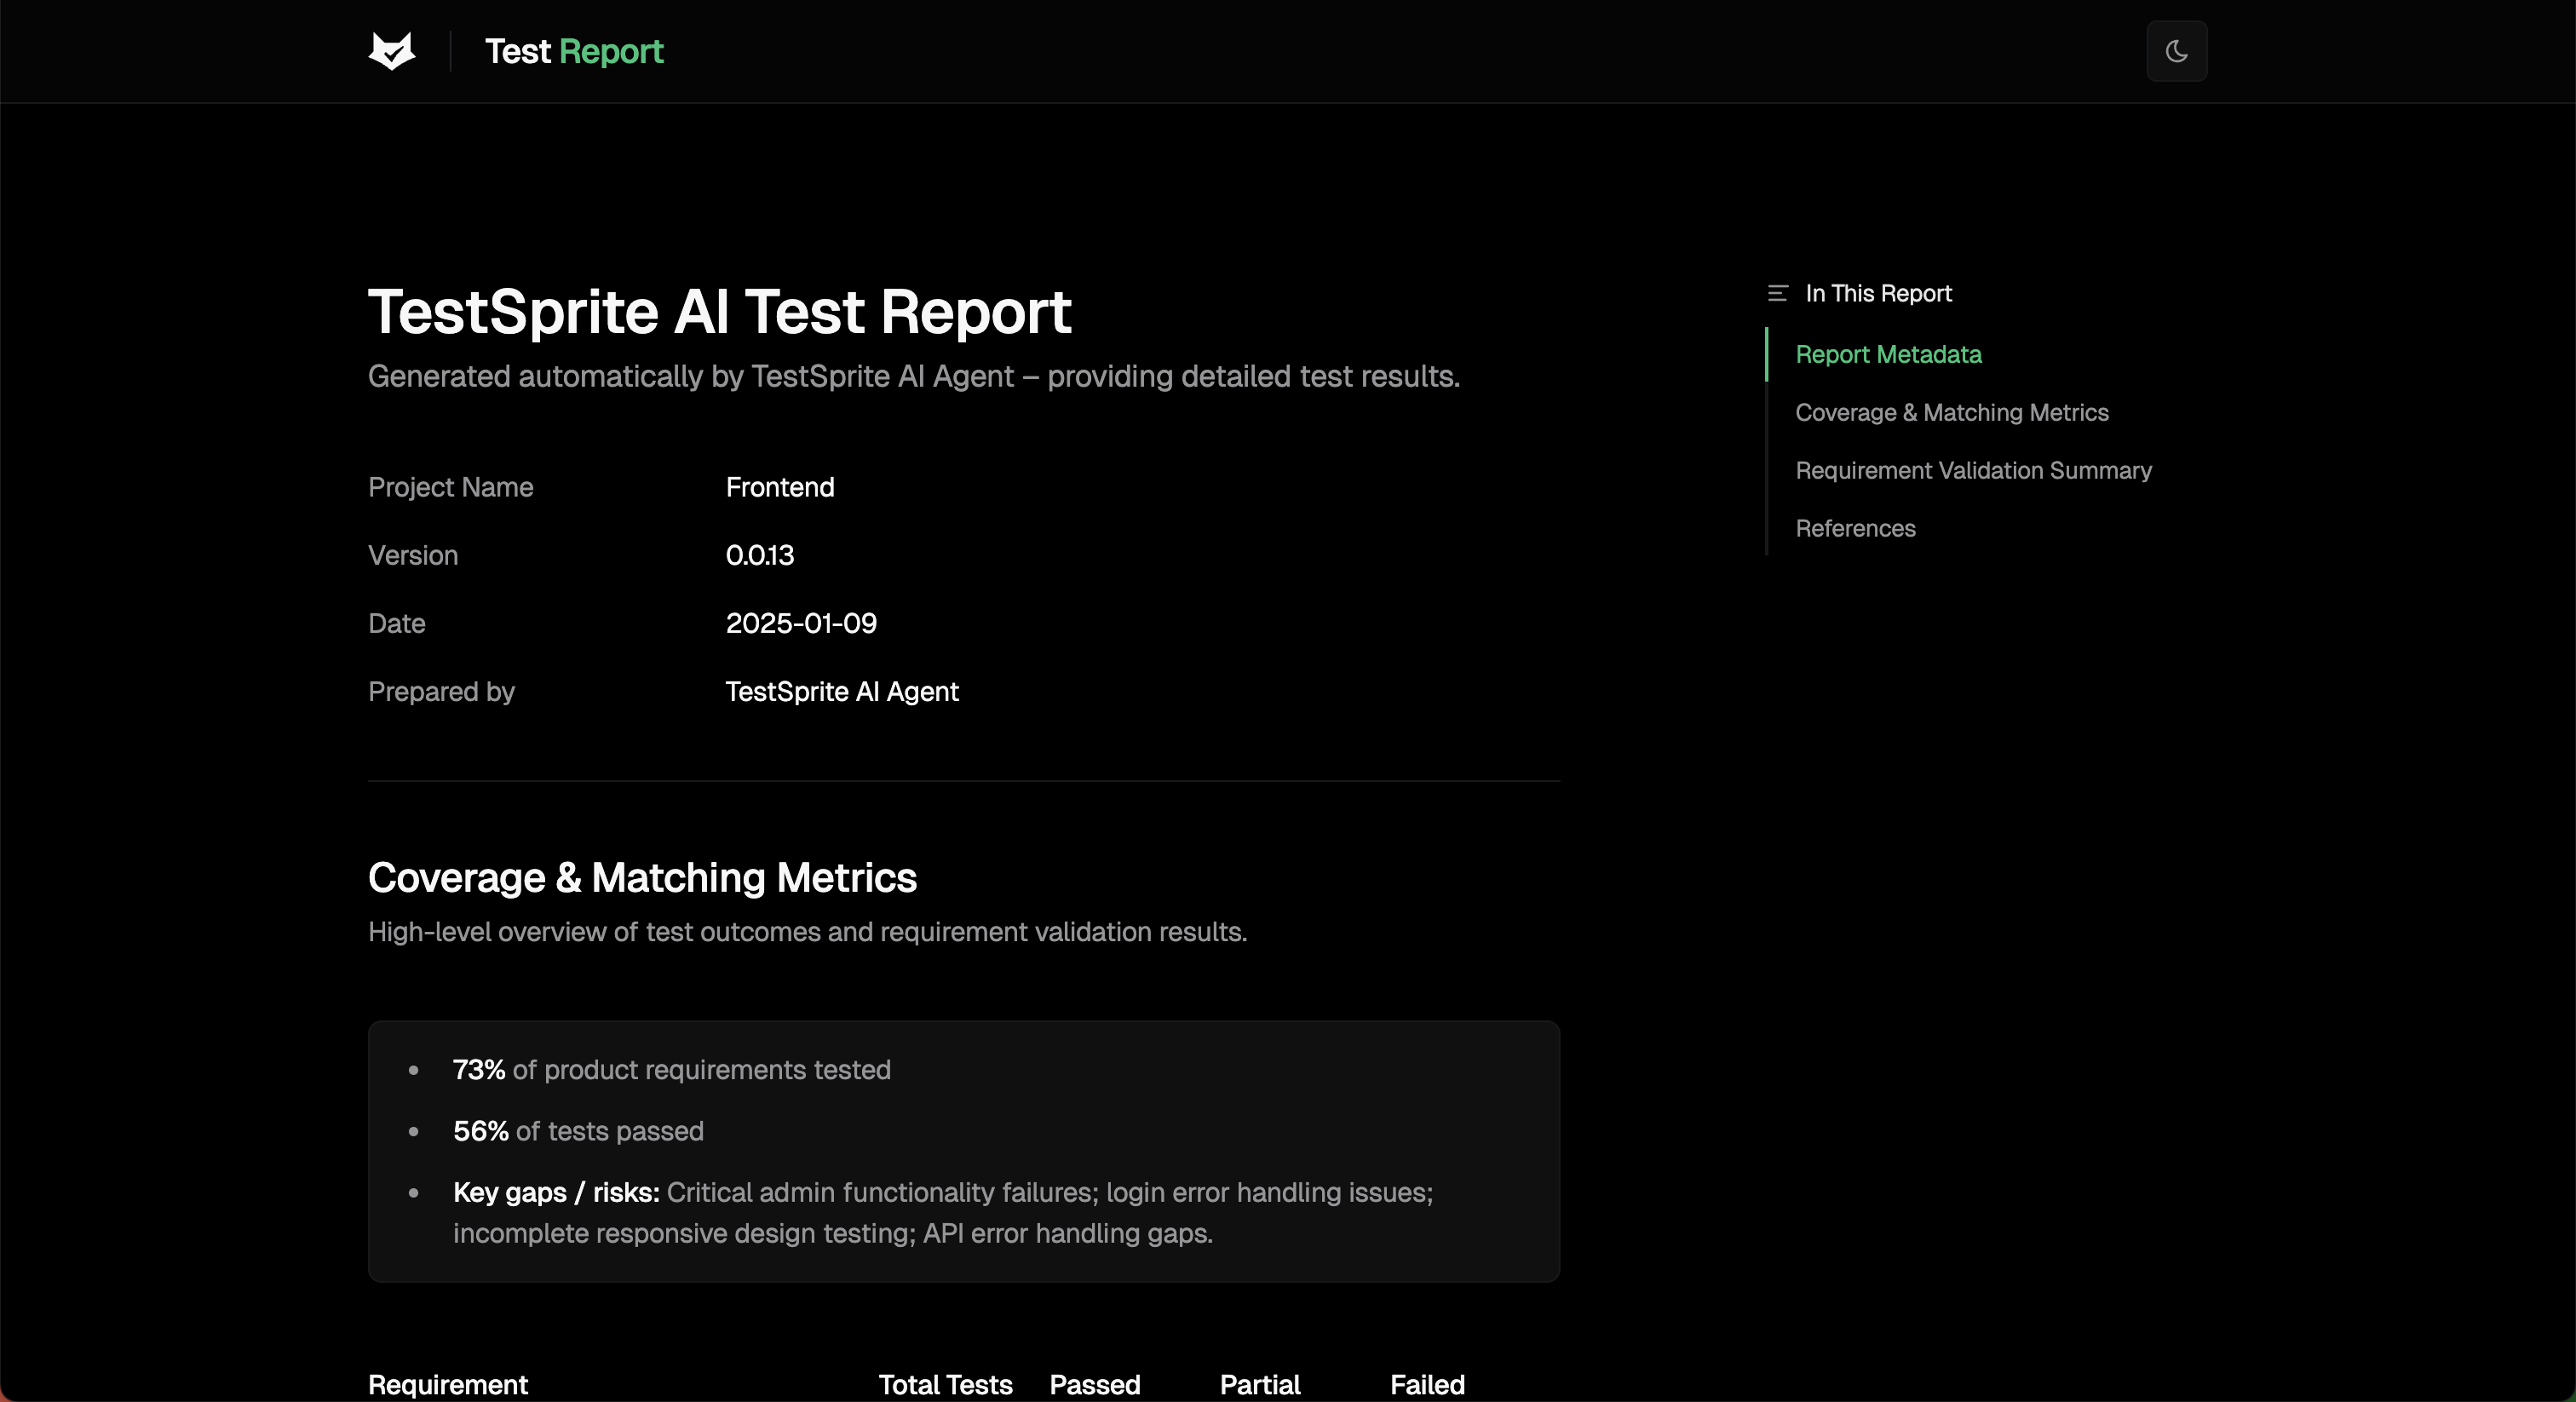 Test Report
TestSprite AI Test Report
Generated automatically by TestSprite AI Agent – providing detailed test results.
Project Name Frontend
Version 0.0.13
Date 2025-01-09
Prepared by TestSprite AI Agent
In This Report
Report Metadata
Coverage & Matching Metrics
Requirement Validation Summary
References
Coverage & Matching Metrics
High-level overview of test outcomes and requirement validation results.
• 73% of product requirements tested
• 56% of tests passed
• Key gaps / risks: Critical admin functionality failures; login error handling issues;
incomplete responsive design testing; API error handling gaps.
Requirement Total Tests Passed Partial Failed